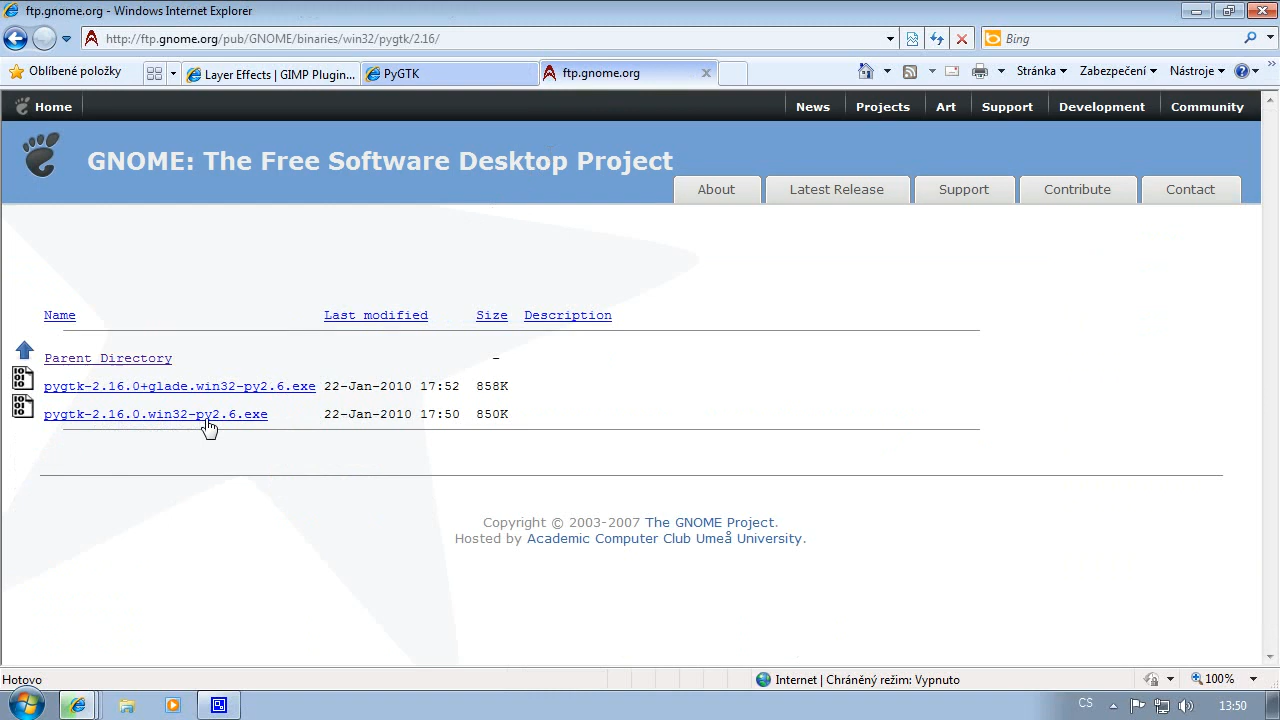 ftp.gnome.org - Windows Internet Explorer
http://ftp.gnome.org/pub/GNOME/binaries/win32/pygtk/2.16/
Bing
Oblíbené položky
Layer Effects | GIMP Plugin...
PyGTK
ftp.gnome.org
Stránka
Zabezpečení
Nástroje
Home
News
Projects
Art
Support
Development
Community
GNOME: The Free Software Desktop Project
About
Latest Release
Support
Contribute
Contact
Name Last modified Size Description
Parent Directory -
pygtk-2.16.0+glade.win32-py2.6.exe 22-Jan-2010 17:52 858K
pygtk-2.16.0.win32-py2.6.exe 22-Jan-2010 17:50 850K
Copyright © 2003-2007 The GNOME Project.
Hosted by Academic Computer Club Umeå University.
Hotovo
Internet | Chráněný režim: Vypnuto
100%
CS
13:50